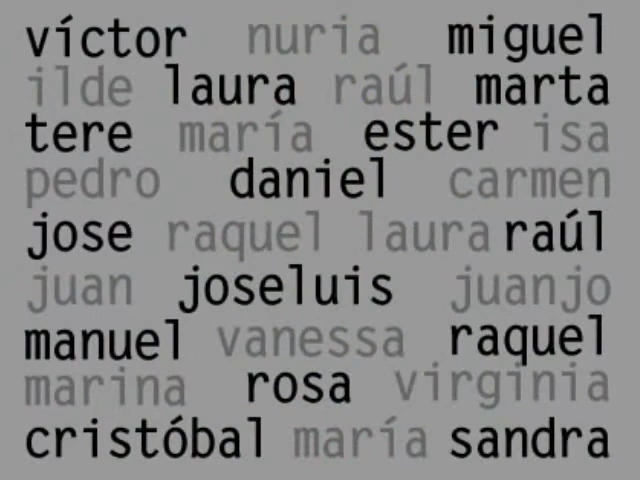 víctor nuria miguel
ilde laura raúl marta
tere maría ester isa
pedro daniel carmen
jose raquel laura raúl
juan joseluis juanjo
manuel vanessa raquel
marina rosa virginia
cristóbal maría sandra